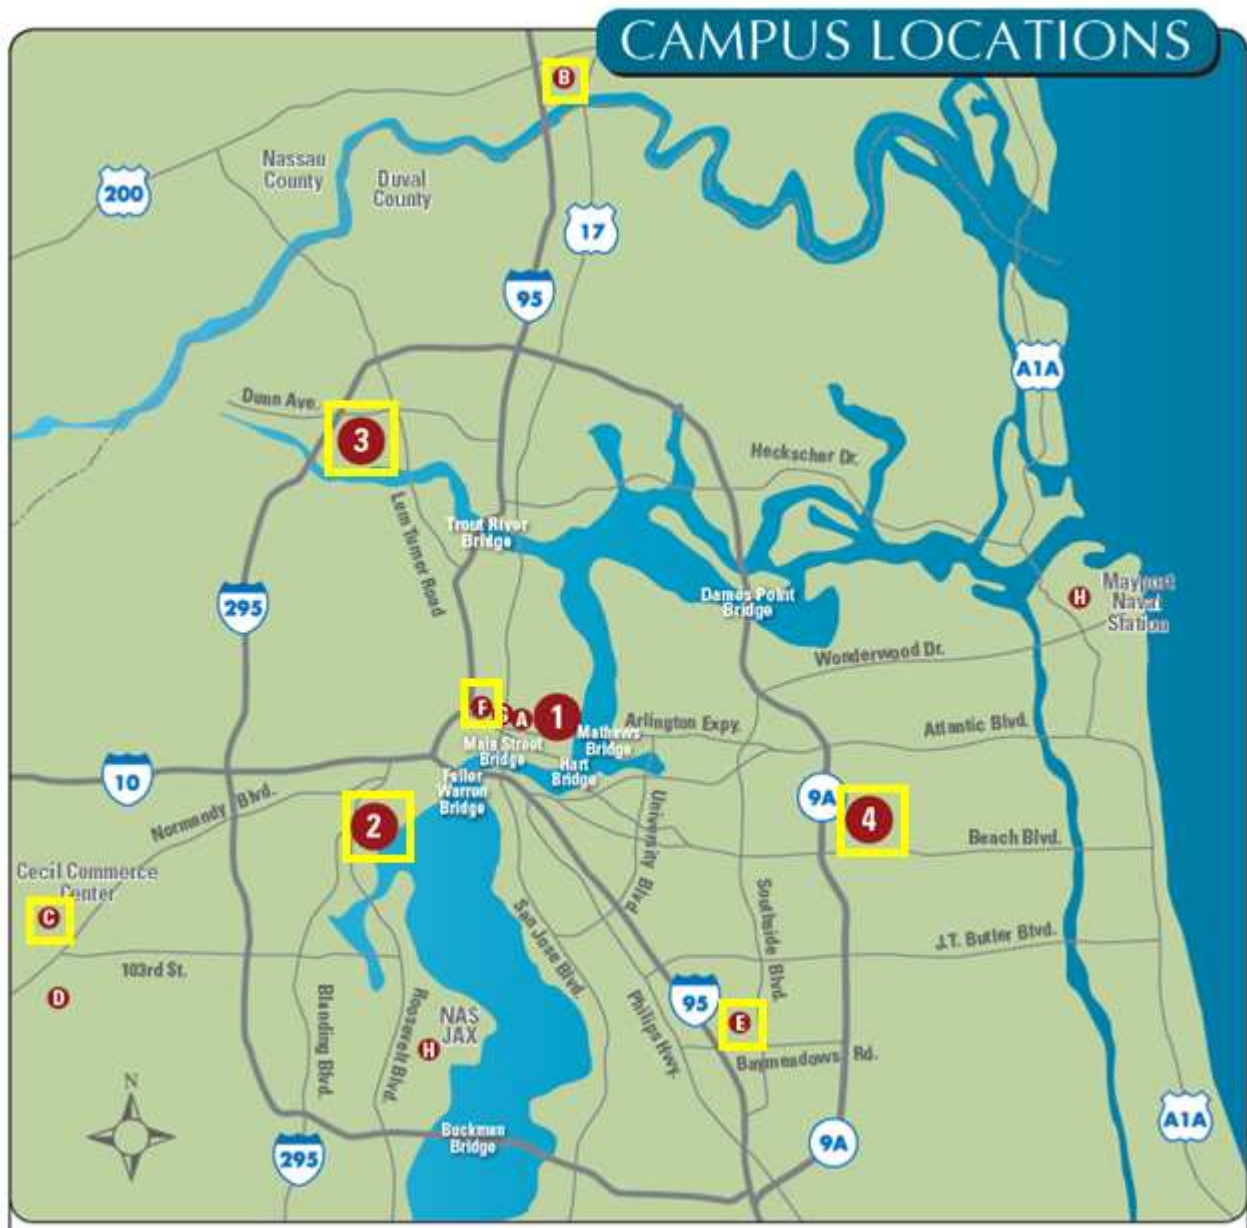 CAMPUS LOCATIONS
B
Nassau
County
Duval
County
200
17
95
A1A
Dunn Ave.
3
Heckscher Dr.
Lem Turner Road
Trout River
Bridge
295
Dames Point
Bridge
H
Mayport
Naval
Station
Wonderwood Dr.
F
G
A
1
Mathews
Bridge
Arlington Expy.
Atlantic Blvd.
Main Street
Bridge
Hart
Bridge
10
Fuller
Warren
Bridge
Normandy Blvd.
2
University Blvd.
9A
4
Beach Blvd.
Cecil Commerce
Center
C
San Jose Blvd.
Southside Blvd.
J.T. Butler Blvd.
103rd St.
D
Blanding Blvd.
Roosevelt Blvd.
NAS
JAX
H
Philips Hwy.
95
E
Baymeadows Rd.
N
Buckman
Bridge
295
9A
A1A